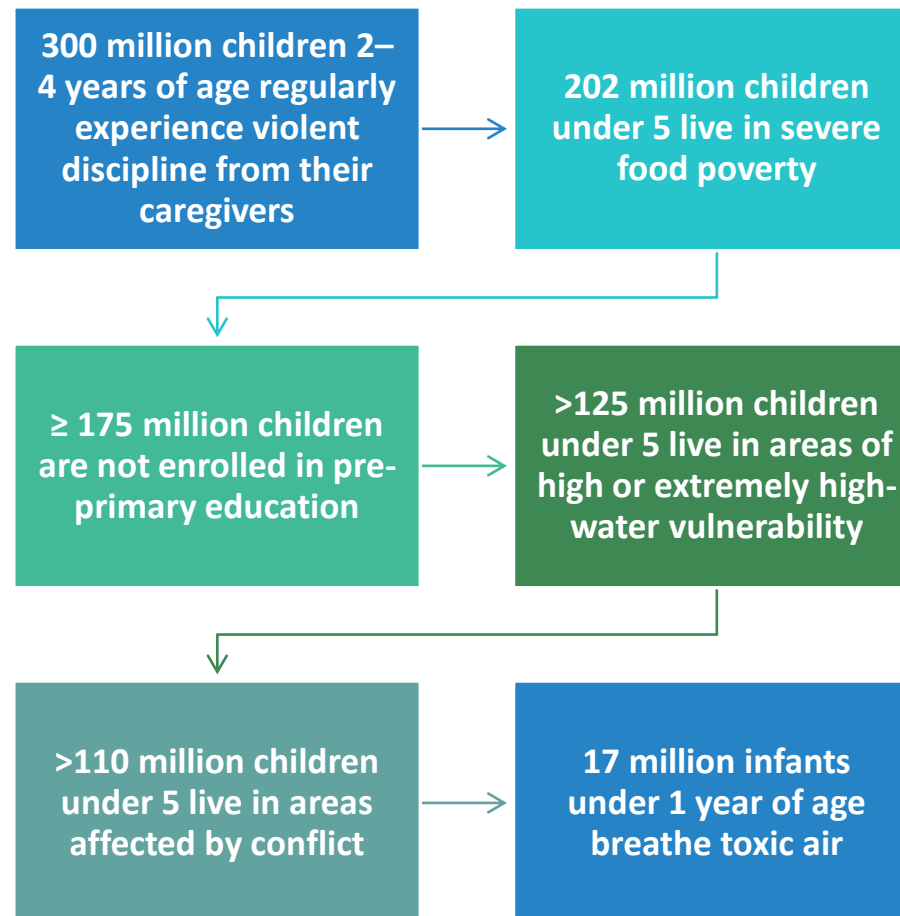 300 million children 2–
4 years of age regularly
experience violent
discipline from their
caregivers
202 million children
under 5 live in severe
food poverty
≥ 175 million children
are not enrolled in pre-
primary education
>125 million children
under 5 live in areas of
high or extremely high-
water vulnerability
>110 million children
under 5 live in areas
affected by conflict
17 million infants
under 1 year of age
breathe toxic air